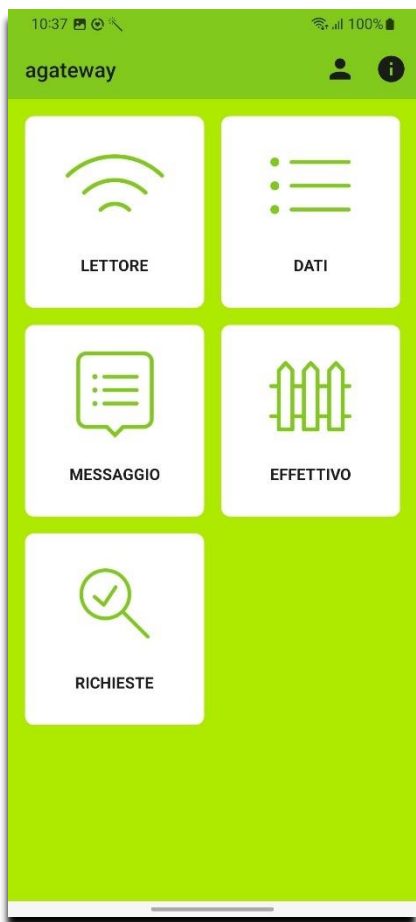 10:37 100%
agateway
LETTORE DATI
MESSAGGIO EFFETTIVO
RICHIESTE